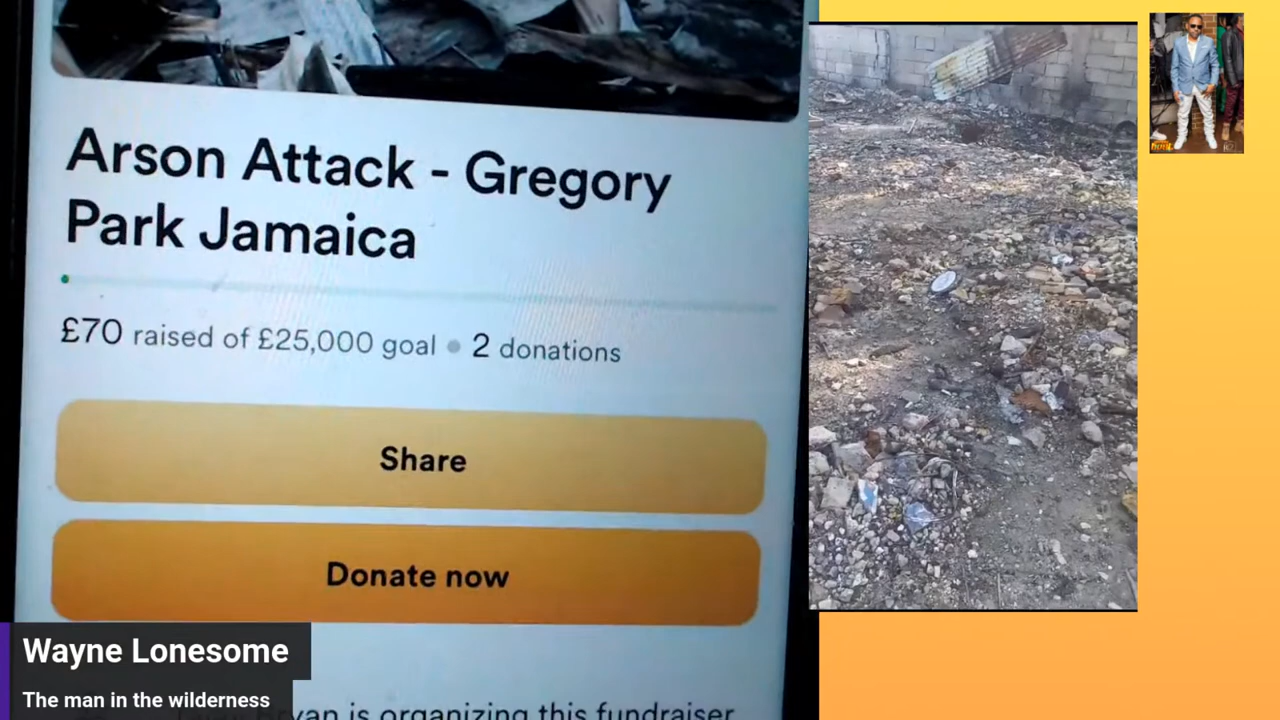 Arson Attack - Gregory
Park Jamaica
£70 raised of £25,000 goal • 2 donations
Share
Donate now
is organizing this fundraiser
Wayne Lonesome
The man in the wilderness